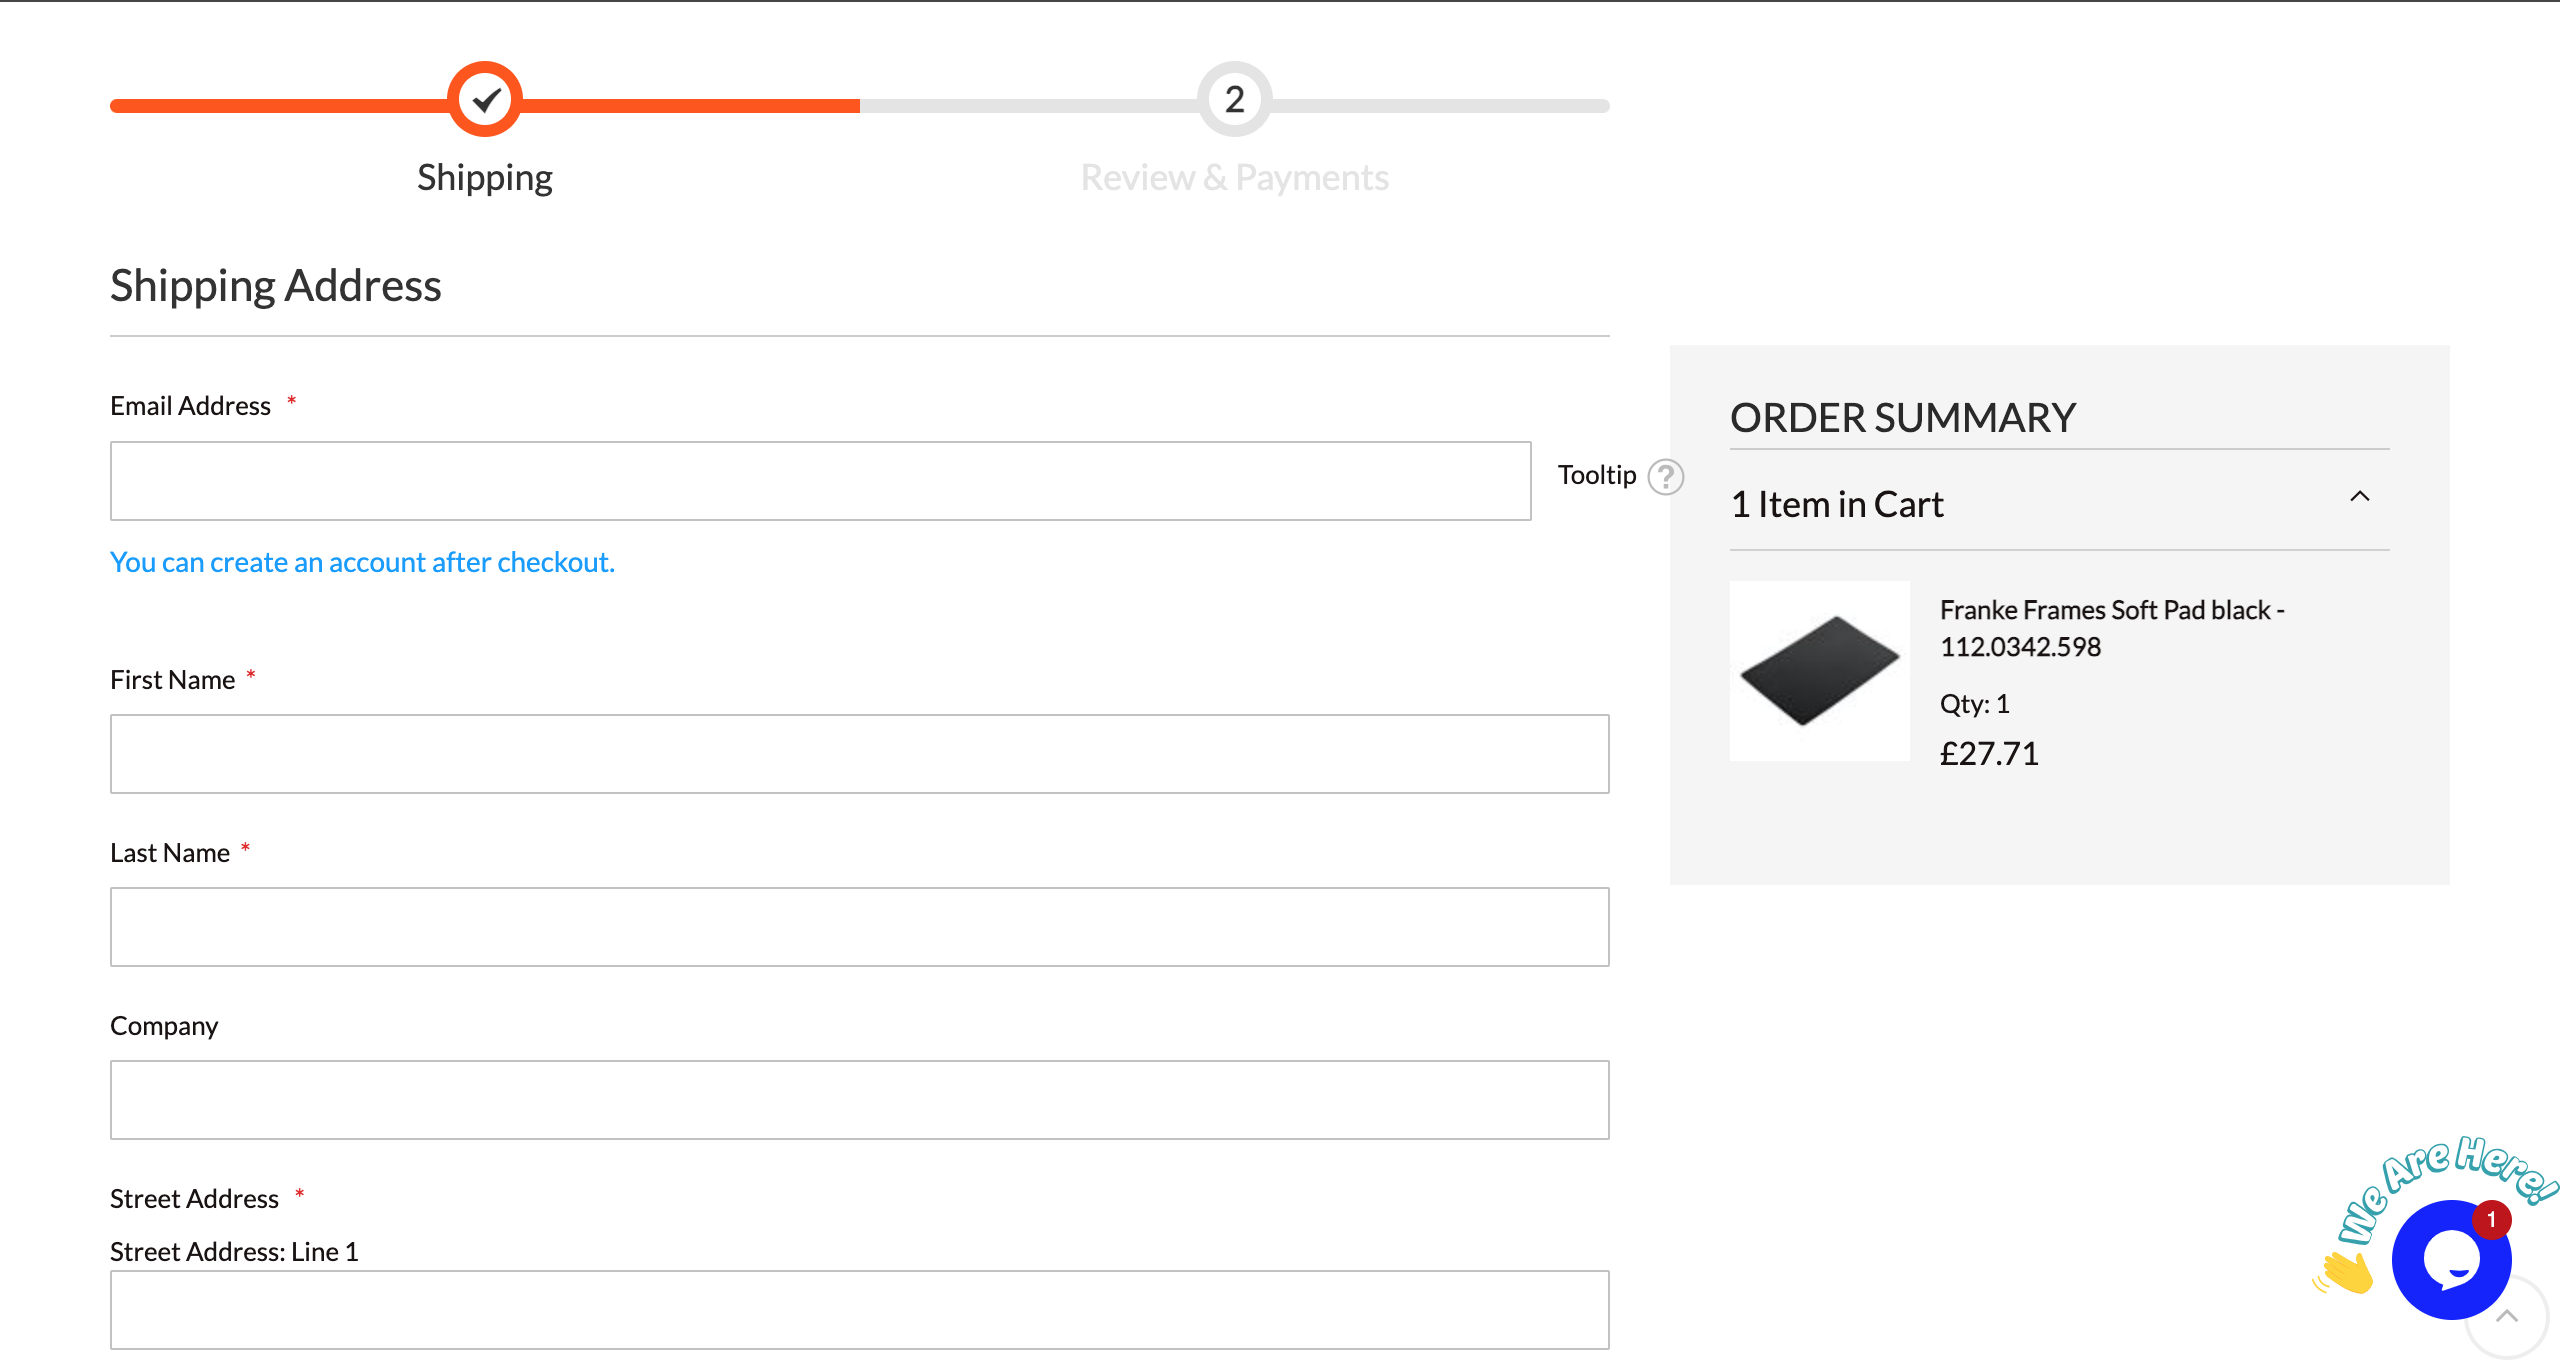 2
Shipping
Review & Payments
Shipping Address
Email Address *
Tooltip ?
You can create an account after checkout.
First Name *
Last Name *
Company
Street Address *
Street Address: Line 1
ORDER SUMMARY
1 Item in Cart
Franke Frames Soft Pad black -
112.0342.598
Qty: 1
£27.71
We Are Here!
1